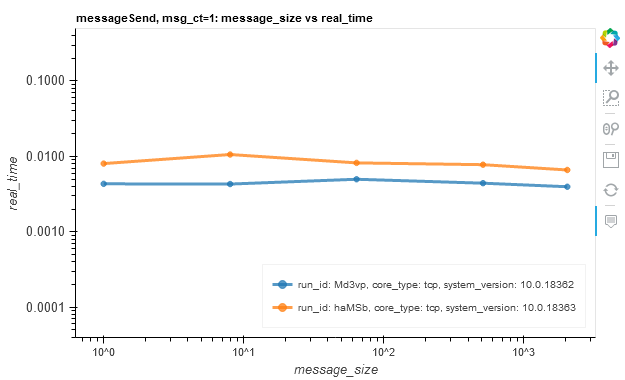 messageSend, msg_ct=1: message_size vs real_time
0.1000
0.0100
0.0010
0.0001
real_time
10^0
10^1
10^2
10^3
message_size
run_id: Md3vp, core_type: tcp, system_version: 10.0.18362
run_id: haMSb, core_type: tcp, system_version: 10.0.18363